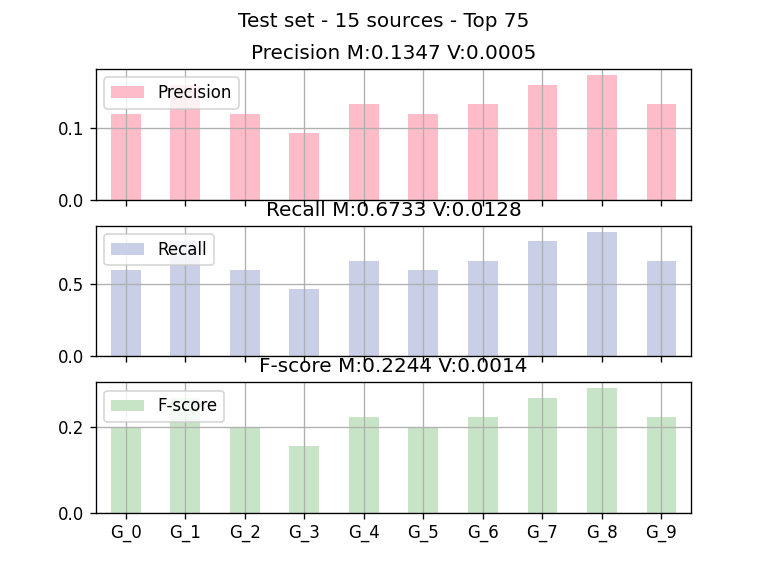 Test set - 15 sources - Top 75
Precision M:0.1347 V:0.0005
Precision
0.1
0.0
Recall M:0.6733 V:0.0128
Recall
0.5
0.0
F-score M:0.2244 V:0.0014
F-score
0.2
0.0
G_0 G_1 G_2 G_3 G_4 G_5 G_6 G_7 G_8 G_9